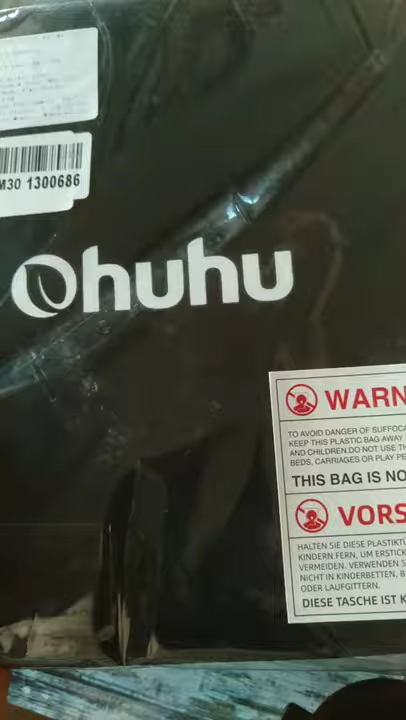 M30 1300686
Ohuhu
WARN
TO AVOID DANGER OF SUFFOCA
KEEP THIS PLASTIC BAG AWAY
AND CHILDREN.DO NOT USE TH
BEDS, CARRIAGES OR PLAY PE
THIS BAG IS NO
VORS
HALTEN SIE DIESE PLASTIKTÜ
KINDERN FERN, UM ERSTICK
VERMEIDEN. VERWENDEN S
NICHT IN KINDERBETTEN, B
ODER LAUFGITTERN.
DIESE TASCHE IST K